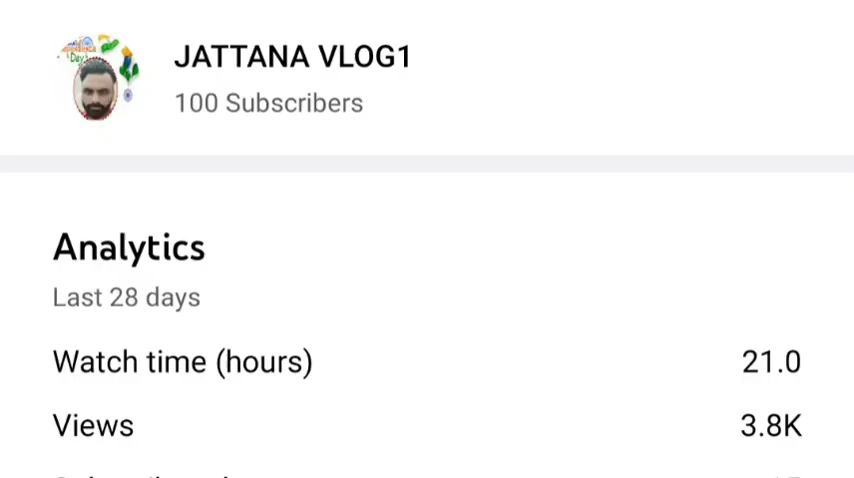 JATTANA VLOG1
100 Subscribers
Analytics
Last 28 days
Watch time (hours)
21.0
Views
3.8K